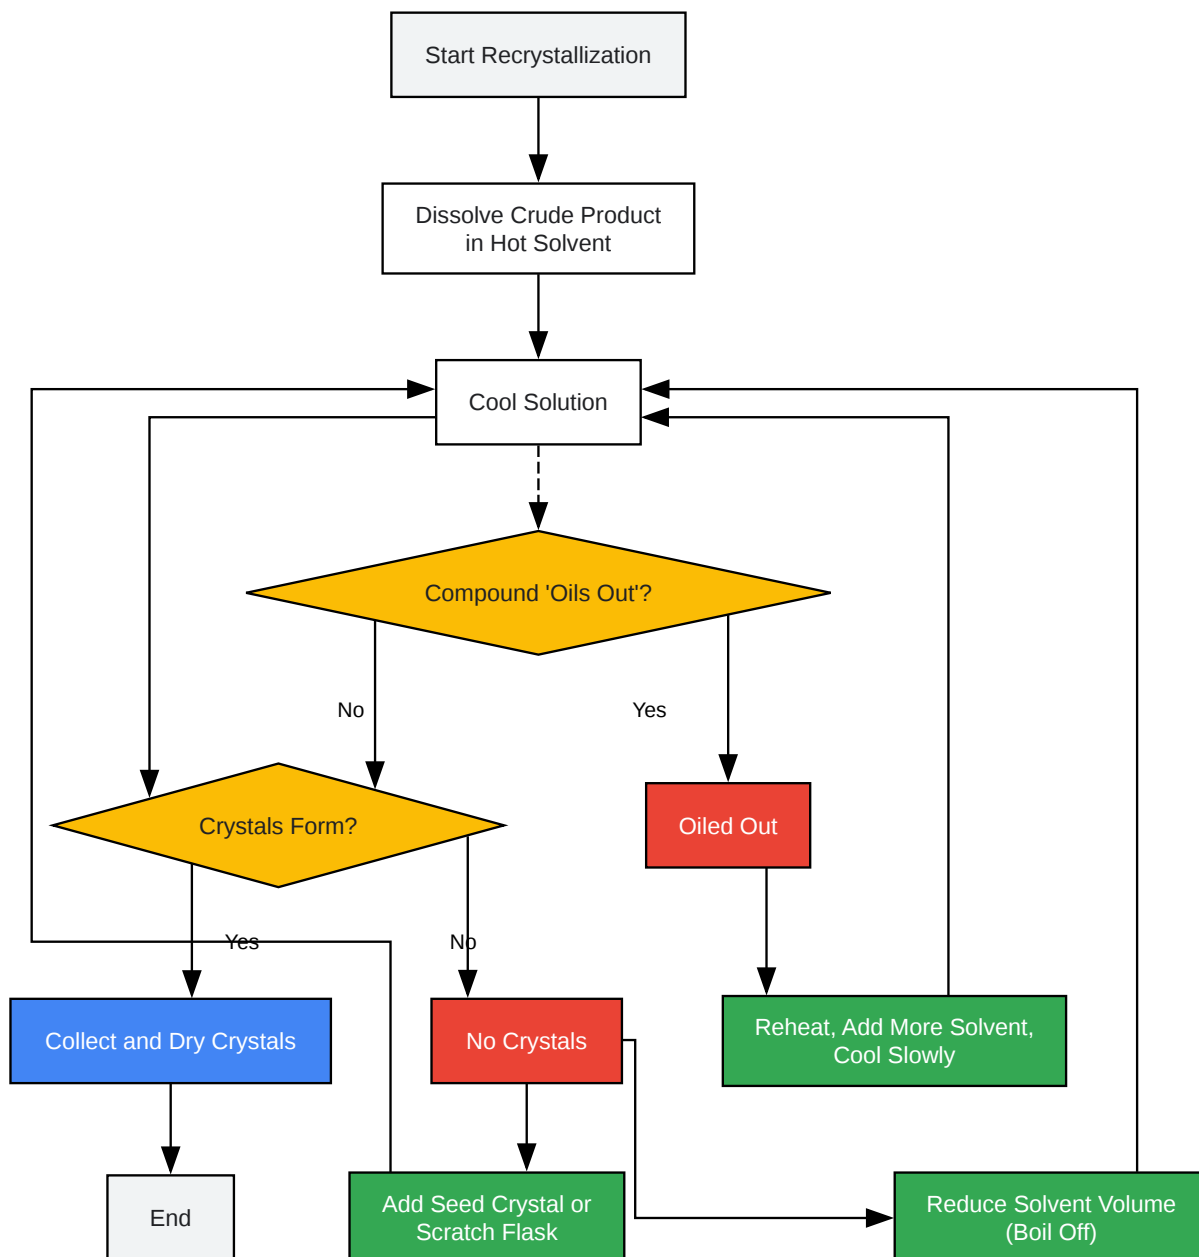 Start Recrystallization
Dissolve Crude Product
in Hot Solvent
Cool Solution
Compound 'Oils Out'?
No
Yes
Crystals Form?
Oiled Out
Yes
No
Collect and Dry Crystals
No Crystals
Reheat, Add More Solvent,
Cool Slowly
End
Add Seed Crystal or
Scratch Flask
Reduce Solvent Volume
(Boil Off)